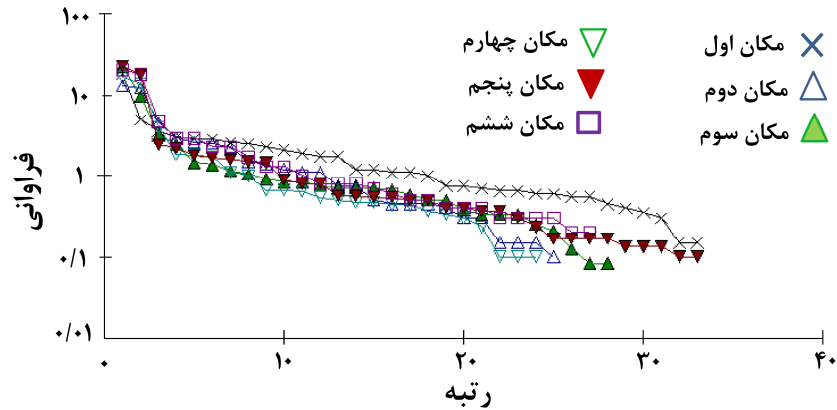 ۱۰۰
۱۰
۱
۰/۱
۰/۰۱
فراوانی
مکان چهارم
مکان پنجم
مکان ششم
مکان اول
مکان دوم
مکان سوم
۰ ۱۰ ۲۰ ۳۰ ۴۰
رتبه